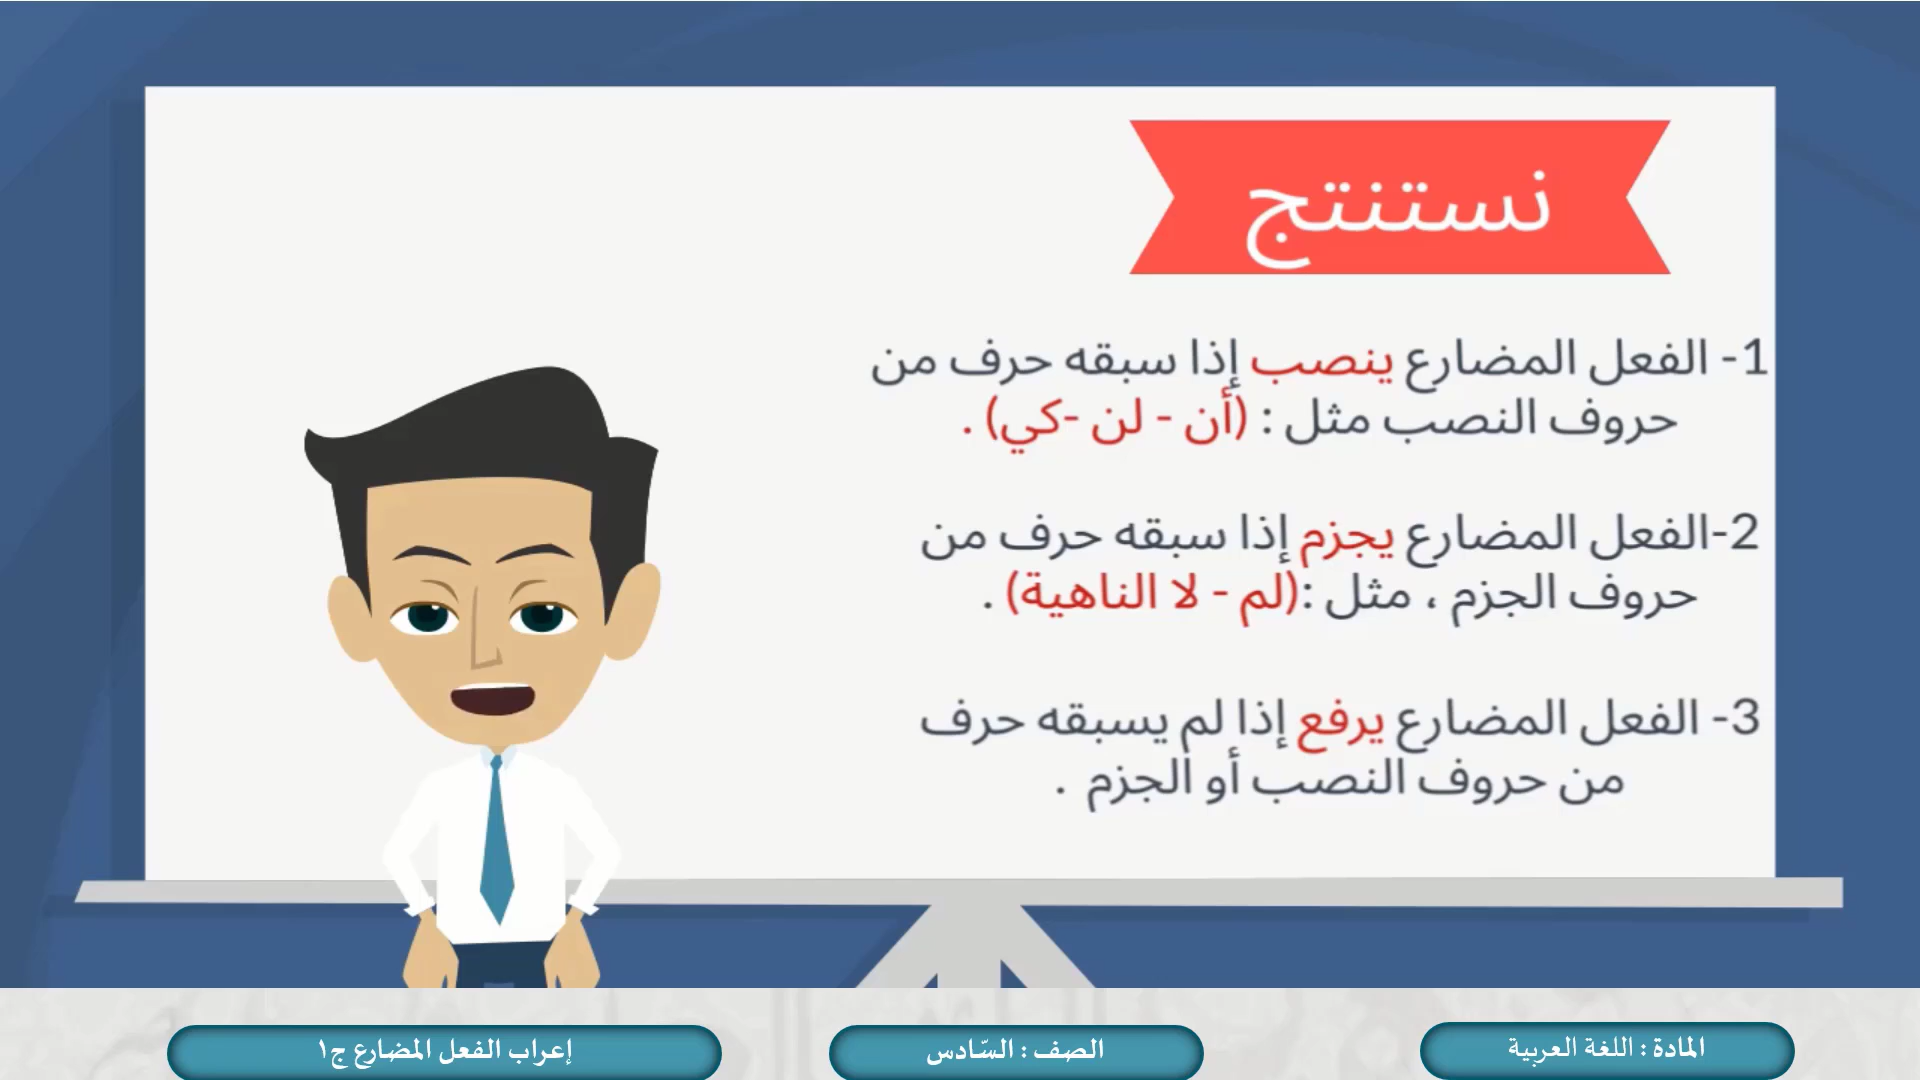 نستنتج
1- الفعل المضارع ينصب إذا سبقه حرف من
حروف النصب مثل : (أن - لن -كي) .
2-الفعل المضارع يجزم إذا سبقه حرف من
حروف الجزم ، مثل :(لم - لا الناهية) .
3- الفعل المضارع يرفع إذا لم يسبقه حرف
من حروف النصب أو الجزم .
المادة : اللغة العربية
الصف : السّادس
إعراب الفعل المضارع ج١